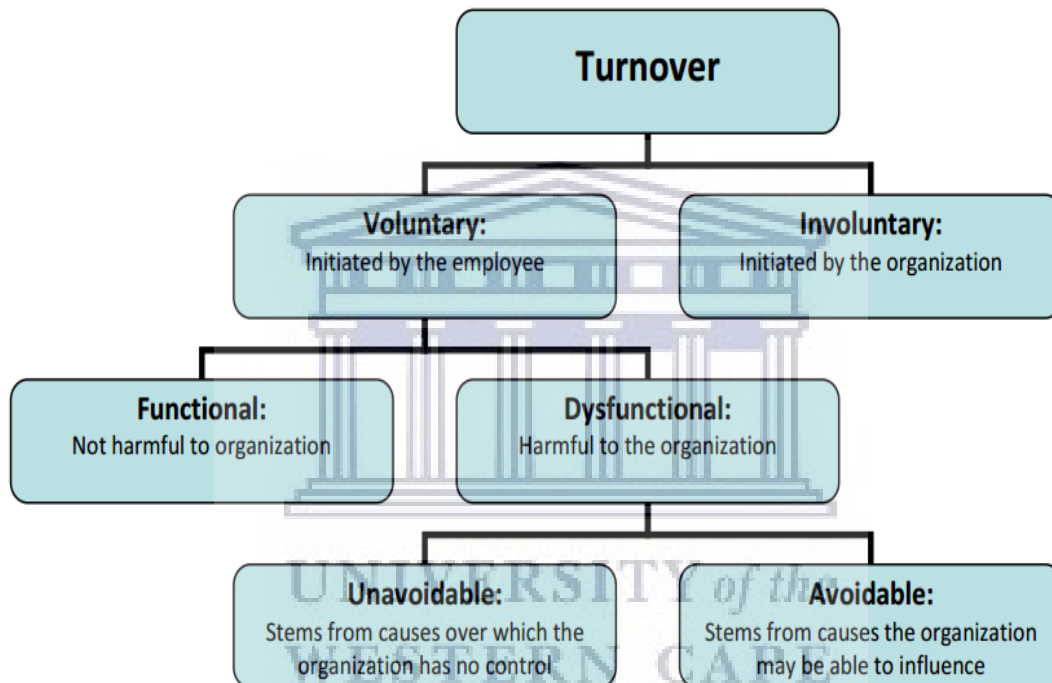 Turnover
Voluntary:
Initiated by the employee
Involuntary:
Initiated by the organization
Functional:
Not harmful to organization
Dysfunctional:
Harmful to the organization
Unavoidable:
Stems from causes over which the
organization has no control
Avoidable:
Stems from causes the organization
may be able to influence
UNIVERSITY of the
WESTERN CAPE